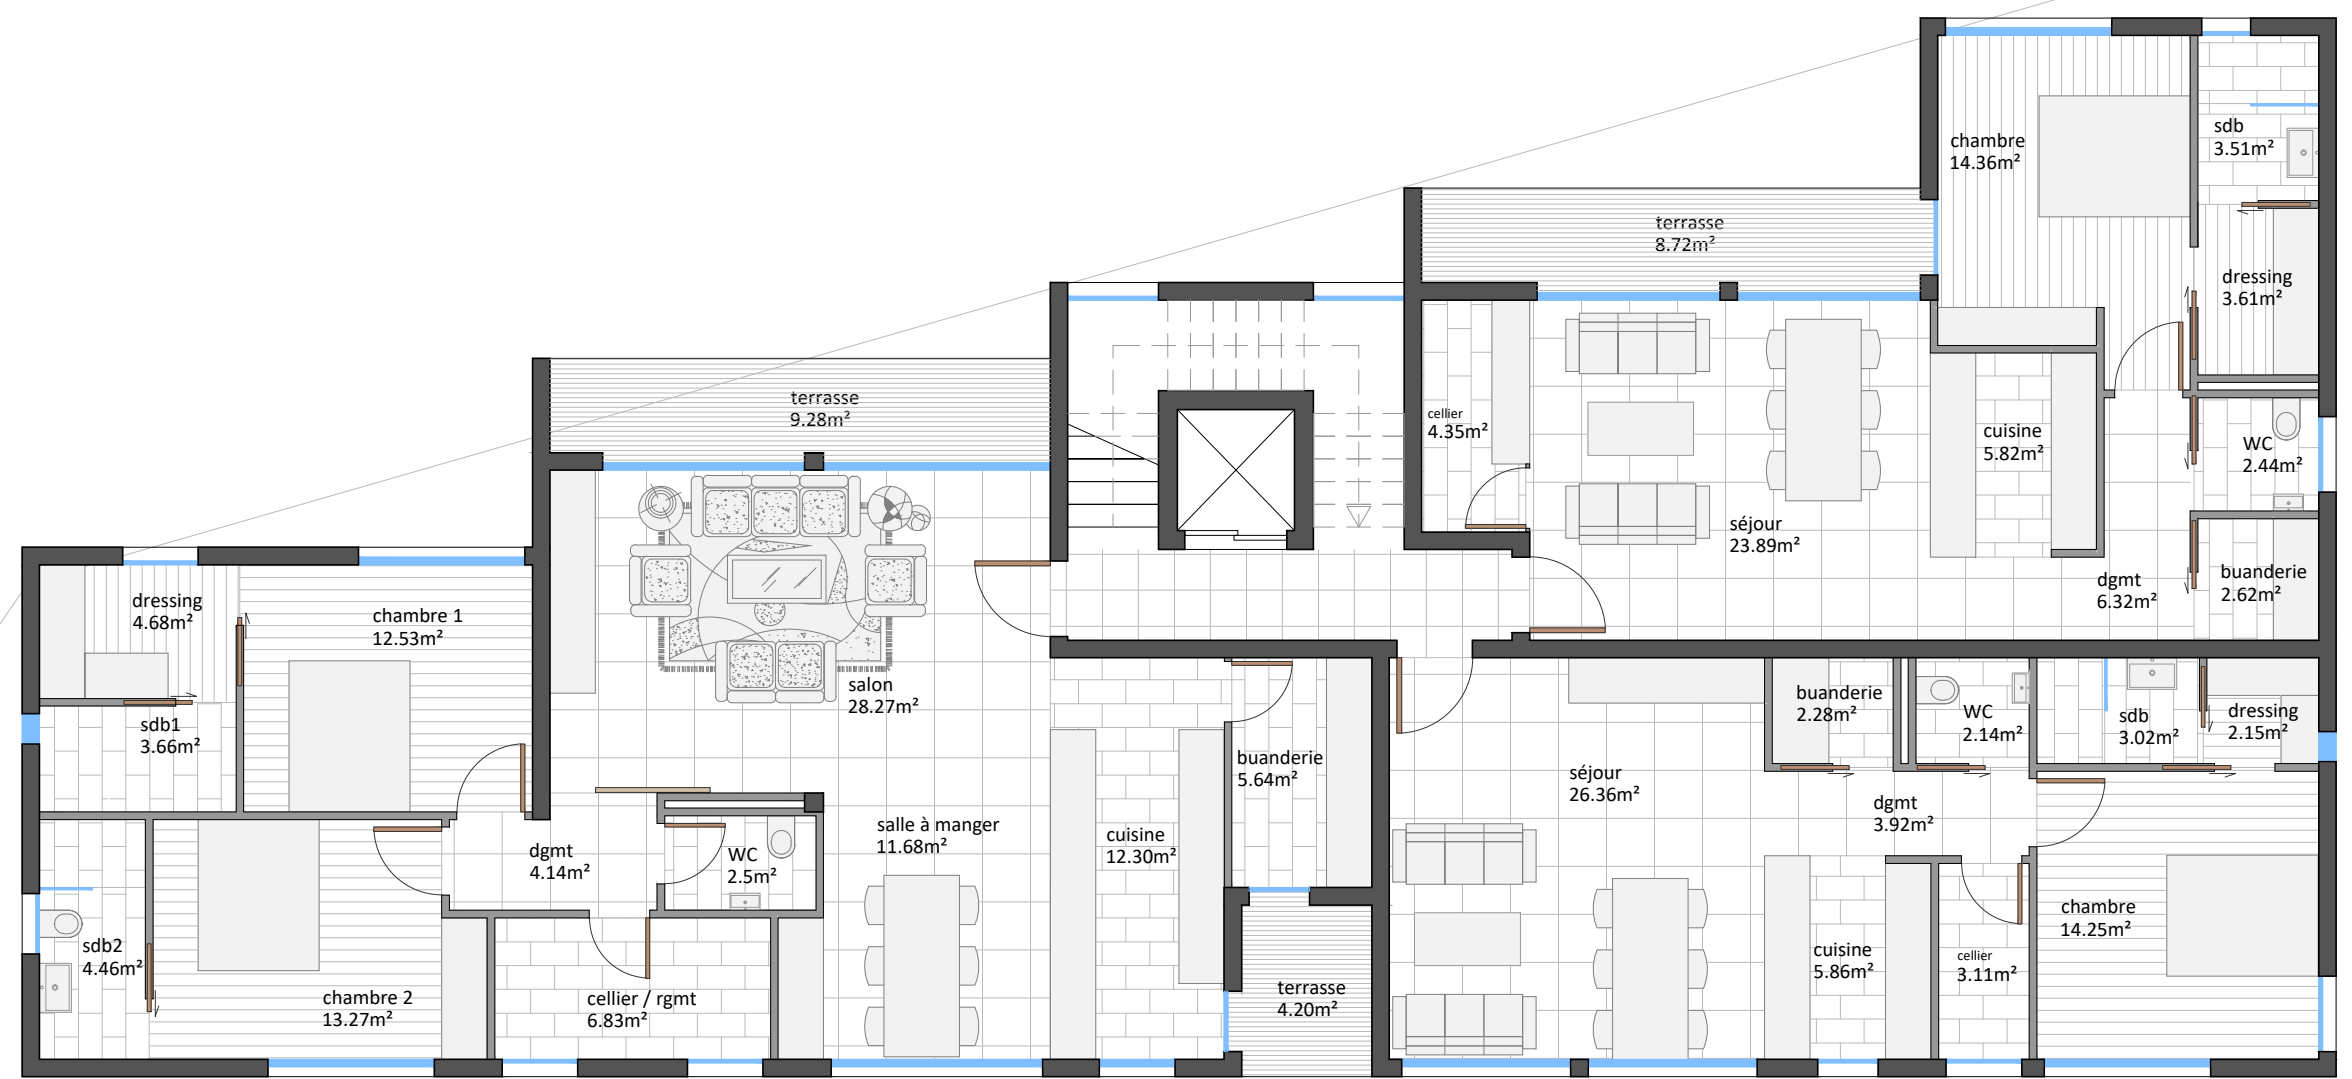 chambre
14.36m²
sdb
3.51m²
terrasse
8.72m²
dressing
3.61m²
terrasse
9.28m²
cellier
4.35m²
cuisine
5.82m²
WC
2.44m²
séjour
23.89m²
dgmt
6.32m²
buanderie
2.62m²
dressing
4.68m²
chambre 1
12.53m²
salon
28.27m²
sdb1
3.66m²
buanderie
5.64m²
buanderie
2.28m²
WC
2.14m²
sdb
3.02m²
dressing
2.15m²
séjour
26.36m²
dgmt
3.92m²
dgmt
4.14m²
WC
2.5m²
salle à manger
11.68m²
cuisine
12.30m²
sdb2
4.46m²
chambre 2
13.27m²
cellier / rgmt
6.83m²
terrasse
4.20m²
cuisine
5.86m²
cellier
3.11m²
chambre
14.25m²